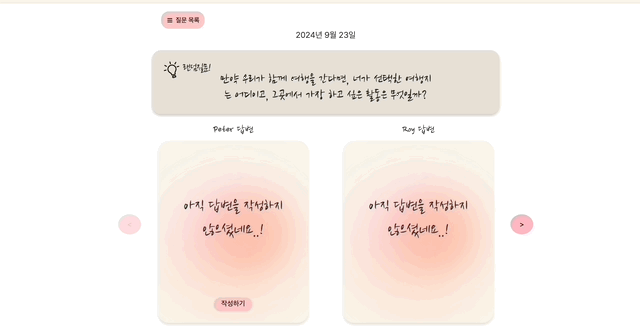 질문 목록
2024년 9월 23일
랜덤질문!
만약 우리가 함께 여행을 간다면, 너가 선택한 여행지
는 어디이고, 그곳에서 가장 하고 싶은 활동은 무엇일까?
Peter 답변
Roy 답변
아직 답변을 작성하지
않으셨네요..!
작성하기
아직 답변을 작성하지
않으셨네요..!
<
>